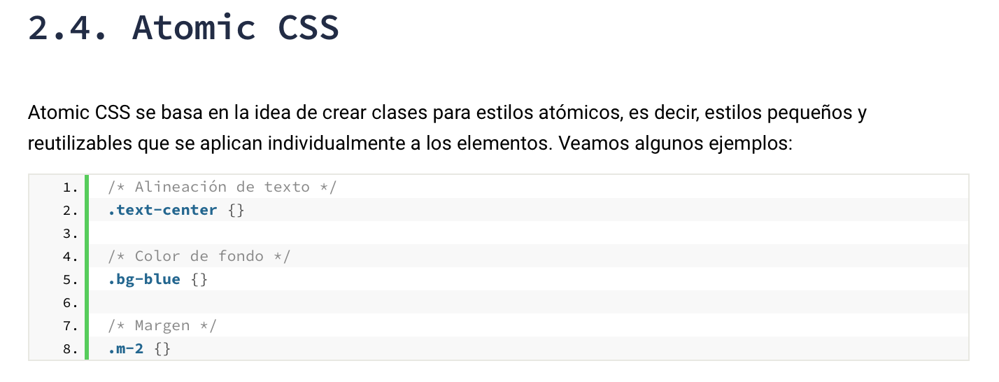 2.4. Atomic CSS
Atomic CSS se basa en la idea de crear clases para estilos atómicos, es decir, estilos pequeños y
reutilizables que se aplican individualmente a los elementos. Veamos algunos ejemplos:
1. /* Alineación de texto */
2. .text-center {}
3.
4. /* Color de fondo */
5. .bg-blue {}
6.
7. /* Margen */
8. .m-2 {}